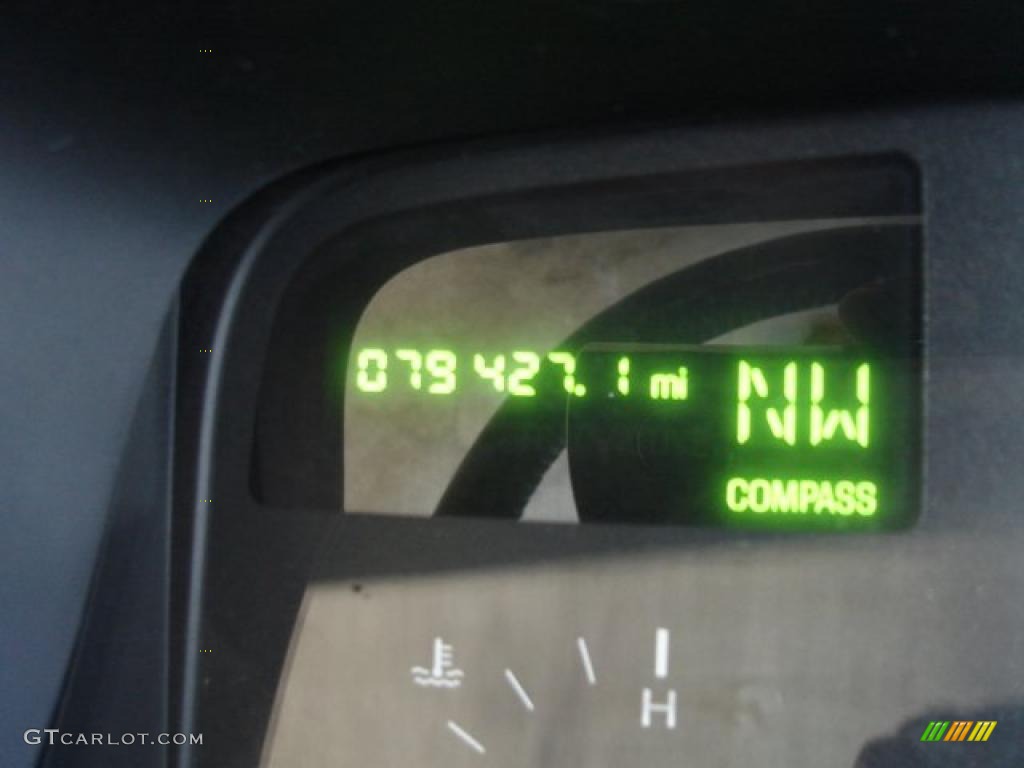 079427.1 mi
NW
COMPASS
H
GTCARLOT.COM